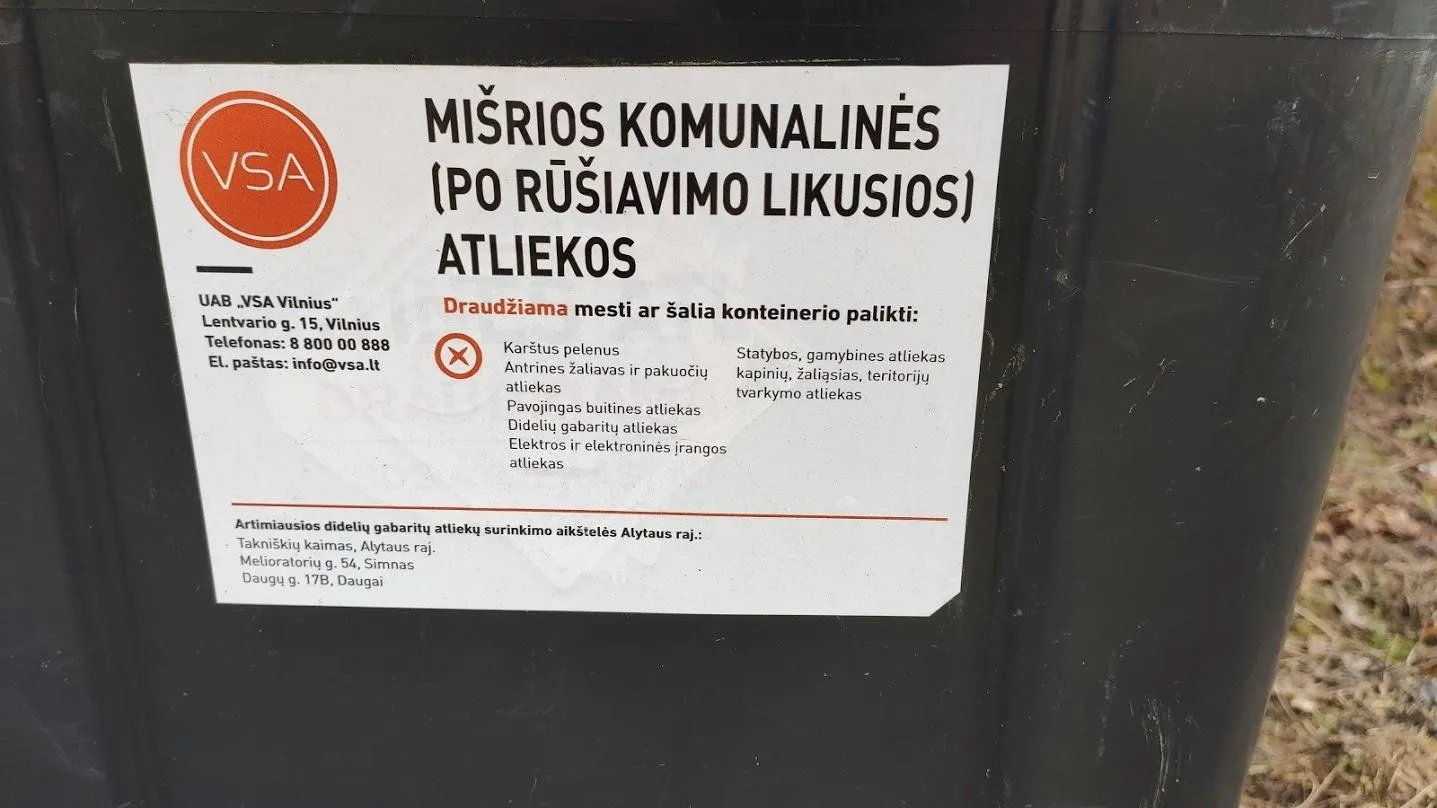 VSA
MIŠRIOS KOMUNALINĖS
(PO RŪŠIAVIMO LIKUSIOS)
ATLIEKOS
UAB „VSA Vilnius“
Lentvario g. 15, Vilnius
Telefonas: 8 800 00 888
El. paštas: info@vsa.lt
Draudžiama mesti ar šalia konteinerio palikti:
Karštus pelenus
Antrines žaliavas ir pakuočių
atliekas
Pavojingas buitines atliekas
Didelių gabaritų atliekas
Elektros ir elektroninės įrangos
atliekas
Statybos, gamybines atliekas
kapinių, žaliąsias, teritorijų
tvarkymo atliekas
Artimiausios didelių gabaritų atliekų surinkimo aikštelės Alytaus raj.:
Takniškių kaimas, Alytaus raj.
Melioratorių g. 54, Simnas
Daugų g. 17B, Daugai